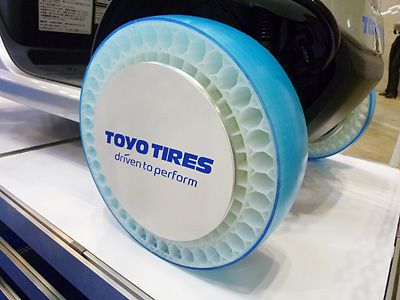 TOYO TIRES
driven to perform